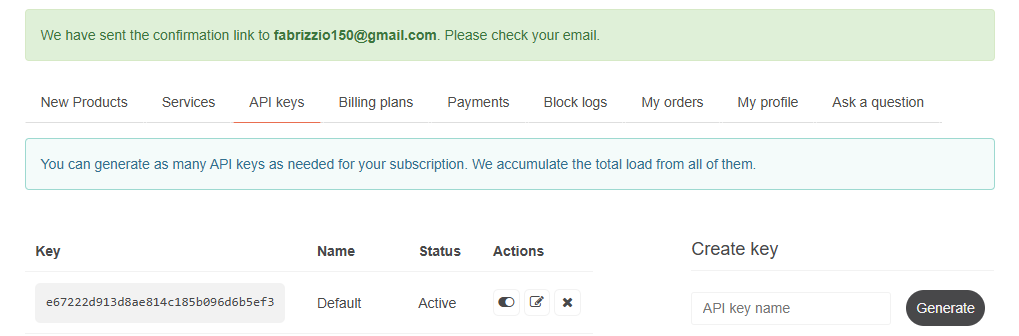 We have sent the confirmation link to fabrizzio150@gmail.com. Please check your email.
New Products Services API keys Billing plans Payments Block logs My orders My profile Ask a question
You can generate as many API keys as needed for your subscription. We accumulate the total load from all of them.
Key Name Status Actions
e67222d913d8ae814c185b096d6b5ef3 Default Active
Create key
API key name Generate